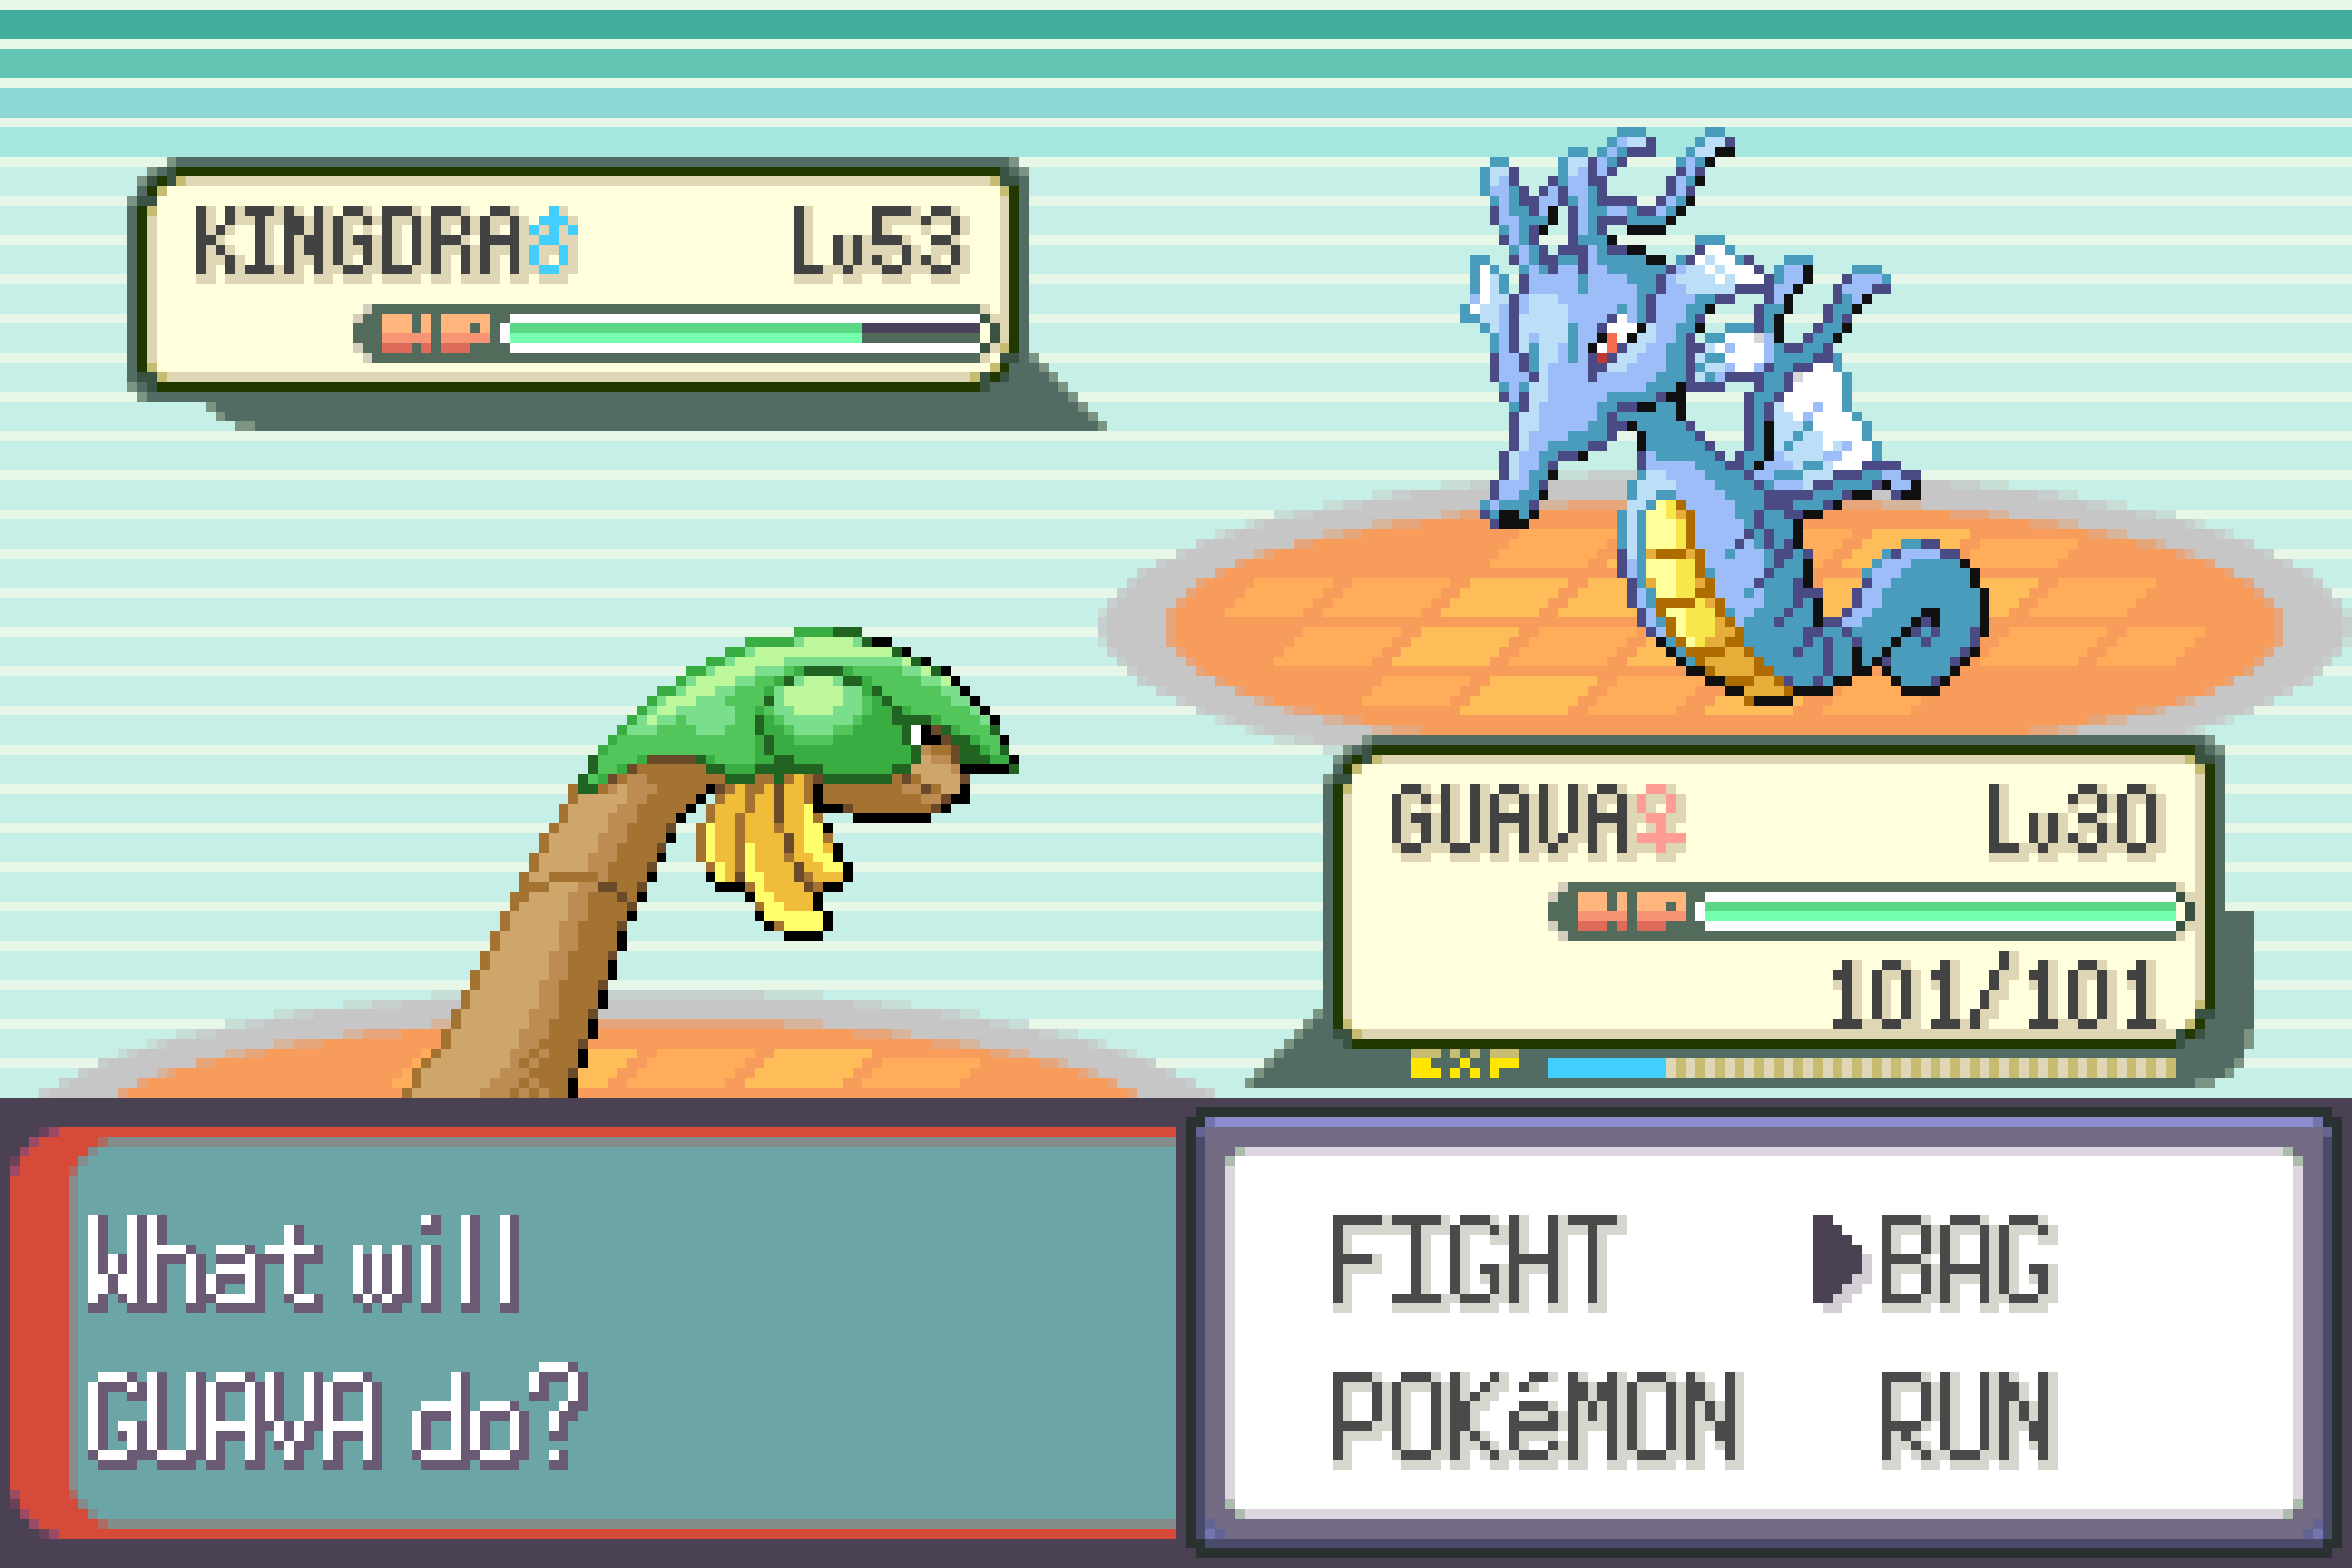 KINGDRA♂ Lv53
HP
GUAVA♀ Lv30
HP
101/101
EXP
What will
GUAVA do?
FIGHT ▶BAG
POKéMON RUN